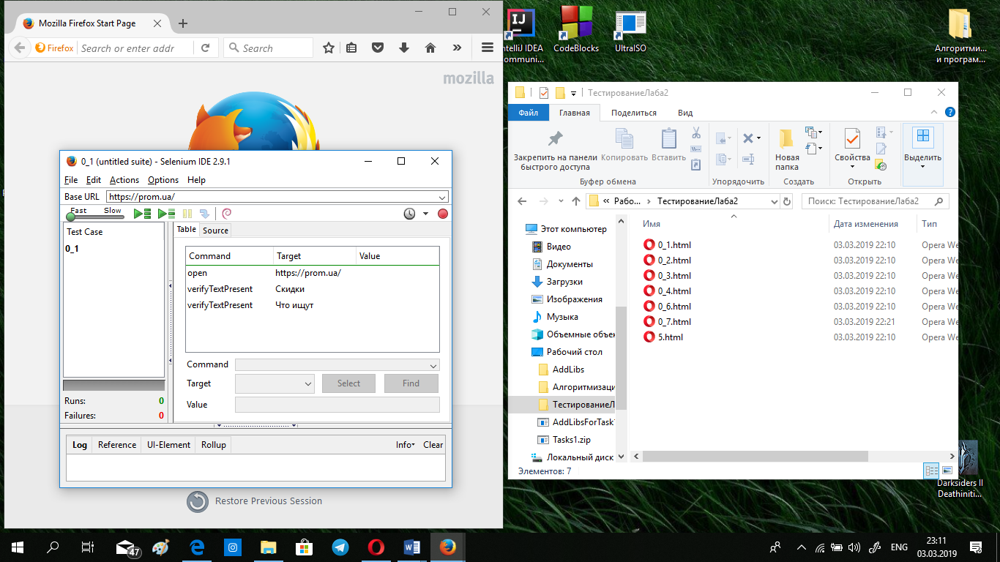 Mozilla Firefox Start Page
Firefox
Search or enter addr
Search
mozilla
0_1 (untitled suite) - Selenium IDE 2.9.1
File Edit Actions Options Help
Base URL https://prom.ua/
Fast Slow
Test Case
0_1
Table Source
Command Target Value
open https://prom.ua/
verifyTextPresent Скидки
verifyTextPresent Что ищут
Command
Target Select Find
Value
Runs: 0
Failures: 0
Log Reference UI-Element Rollup Info Clear
Restore Previous Session
ntelliJ IDEA
ommuni...
CodeBlocks
UltraISO
Алгоритми...
и програм...
ТестированиеЛаба2
Файл Главная Поделиться Вид
Закрепить на панели
быстрого доступа
Копировать
Вставить
Новая
папка
Свойства
Выделить
Буфер обмена Упорядочить Создать Открыть
« Рабо... › ТестированиеЛаба2
Поиск: ТестированиеЛаба2
Этот компьютер
Видео
Документы
Загрузки
Изображения
Музыка
Объемные объек
Рабочий стол
AddLibs
Алгоритмизаци
ТестированиеЛ
AddLibsForTask
Tasks1.zip
Локальный диск
Имя Дата изменения Тип
0_1.html 03.03.2019 22:10 Opera We
0_2.html 03.03.2019 22:10 Opera We
0_3.html 03.03.2019 22:10 Opera We
0_4.html 03.03.2019 22:10 Opera We
0_6.html 03.03.2019 22:10 Opera We
0_7.html 03.03.2019 22:21 Opera We
5.html 03.03.2019 22:10 Opera We
Элементов: 7
Darksiders II
Deathiniti...
47
ENG
23:11
03.03.2019